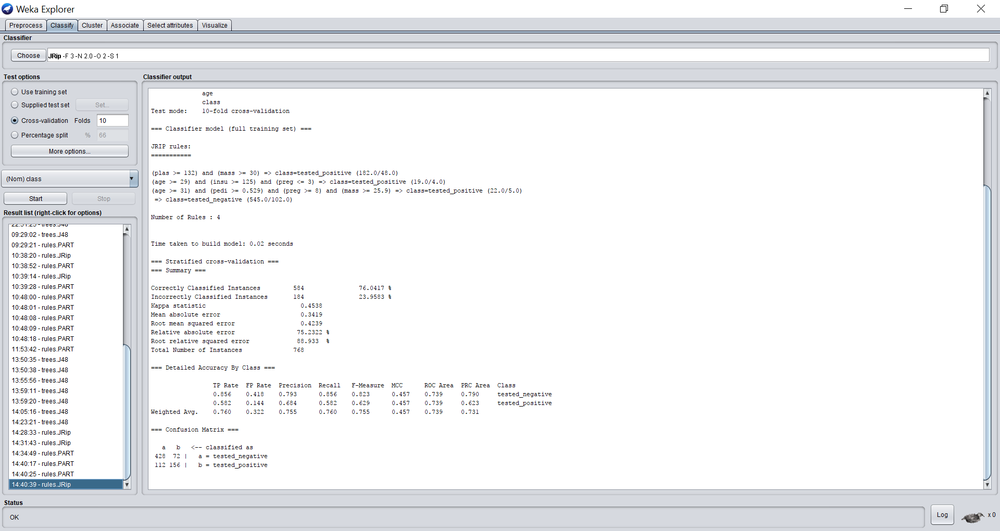 Weka Explorer
Preprocess Classify Cluster Associate Select attributes Visualize
Classifier
Choose JRip -F 3 -N 2.0 -O 2 -S 1
Test options
Use training set
Supplied test set Set...
Cross-validation Folds 10
Percentage split % 66
More options...
(Nom) class
Start Stop
Result list (right-click for options)
22:51:25 - trees.J48
09:29:02 - trees.J48
09:29:21 - rules.PART
10:38:20 - rules.JRip
10:38:52 - rules.PART
10:39:14 - rules.JRip
10:39:28 - rules.PART
10:48:00 - rules.PART
10:48:01 - rules.PART
10:48:08 - rules.PART
10:48:09 - rules.PART
10:48:18 - rules.PART
11:53:42 - rules.PART
13:50:35 - trees.J48
13:50:38 - trees.J48
13:55:56 - trees.J48
13:59:11 - trees.J48
13:59:20 - trees.J48
14:05:16 - trees.J48
14:23:21 - trees.J48
14:28:33 - rules.JRip
14:31:43 - rules.JRip
14:34:49 - rules.PART
14:40:17 - rules.PART
14:40:25 - rules.PART
14:40:39 - rules.JRip
Classifier output
age
class
Test mode: 10-fold cross-validation
=== Classifier model (full training set) ===
JRIP rules:
===========
(plas >= 132) and (mass >= 30) => class=tested_positive (182.0/48.0)
(age >= 29) and (insu >= 125) and (preg <= 3) => class=tested_positive (19.0/4.0)
(age >= 31) and (pedi >= 0.529) and (preg >= 8) and (mass >= 25.9) => class=tested_positive (22.0/5.0)
=> class=tested_negative (545.0/102.0)
Number of Rules : 4
Time taken to build model: 0.02 seconds
=== Stratified cross-validation ===
=== Summary ===
Correctly Classified Instances 584 76.0417 %
Incorrectly Classified Instances 184 23.9583 %
Kappa statistic 0.4538
Mean absolute error 0.3419
Root mean squared error 0.4239
Relative absolute error 75.2322 %
Root relative squared error 88.933 %
Total Number of Instances 768
=== Detailed Accuracy By Class ===
TP Rate FP Rate Precision Recall F-Measure MCC ROC Area PRC Area Class
0.856 0.418 0.793 0.856 0.823 0.457 0.739 0.790 tested_negative
0.582 0.144 0.684 0.582 0.629 0.457 0.739 0.623 tested_positive
Weighted Avg. 0.760 0.322 0.755 0.760 0.755 0.457 0.739 0.731
=== Confusion Matrix ===
a b <-- classified as
428 72 | a = tested_negative
112 156 | b = tested_positive
Status
OK
Log
x 0